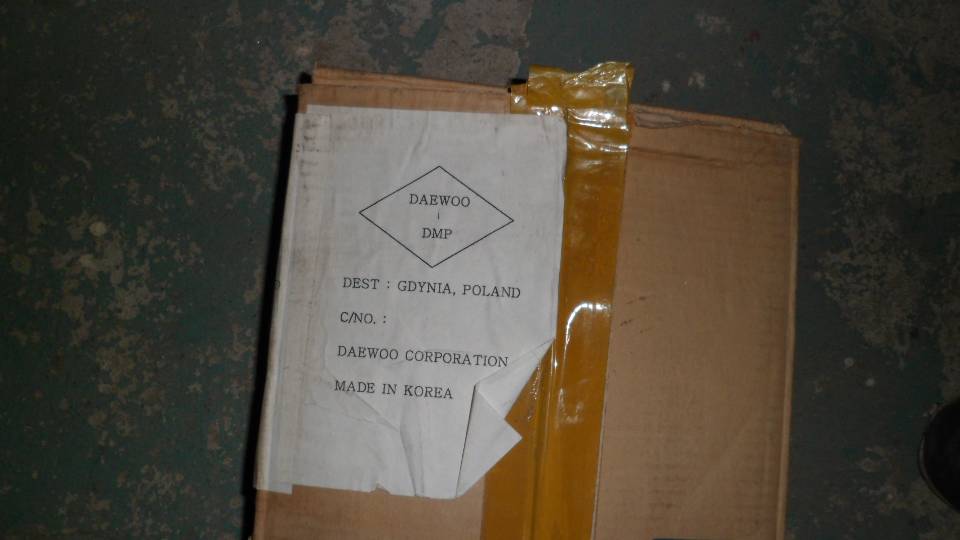 DAEWOO
DMP
DEST : GDYNIA, POLAND
C/NO. :
DAEWOO CORPORATION
MADE IN KOREA